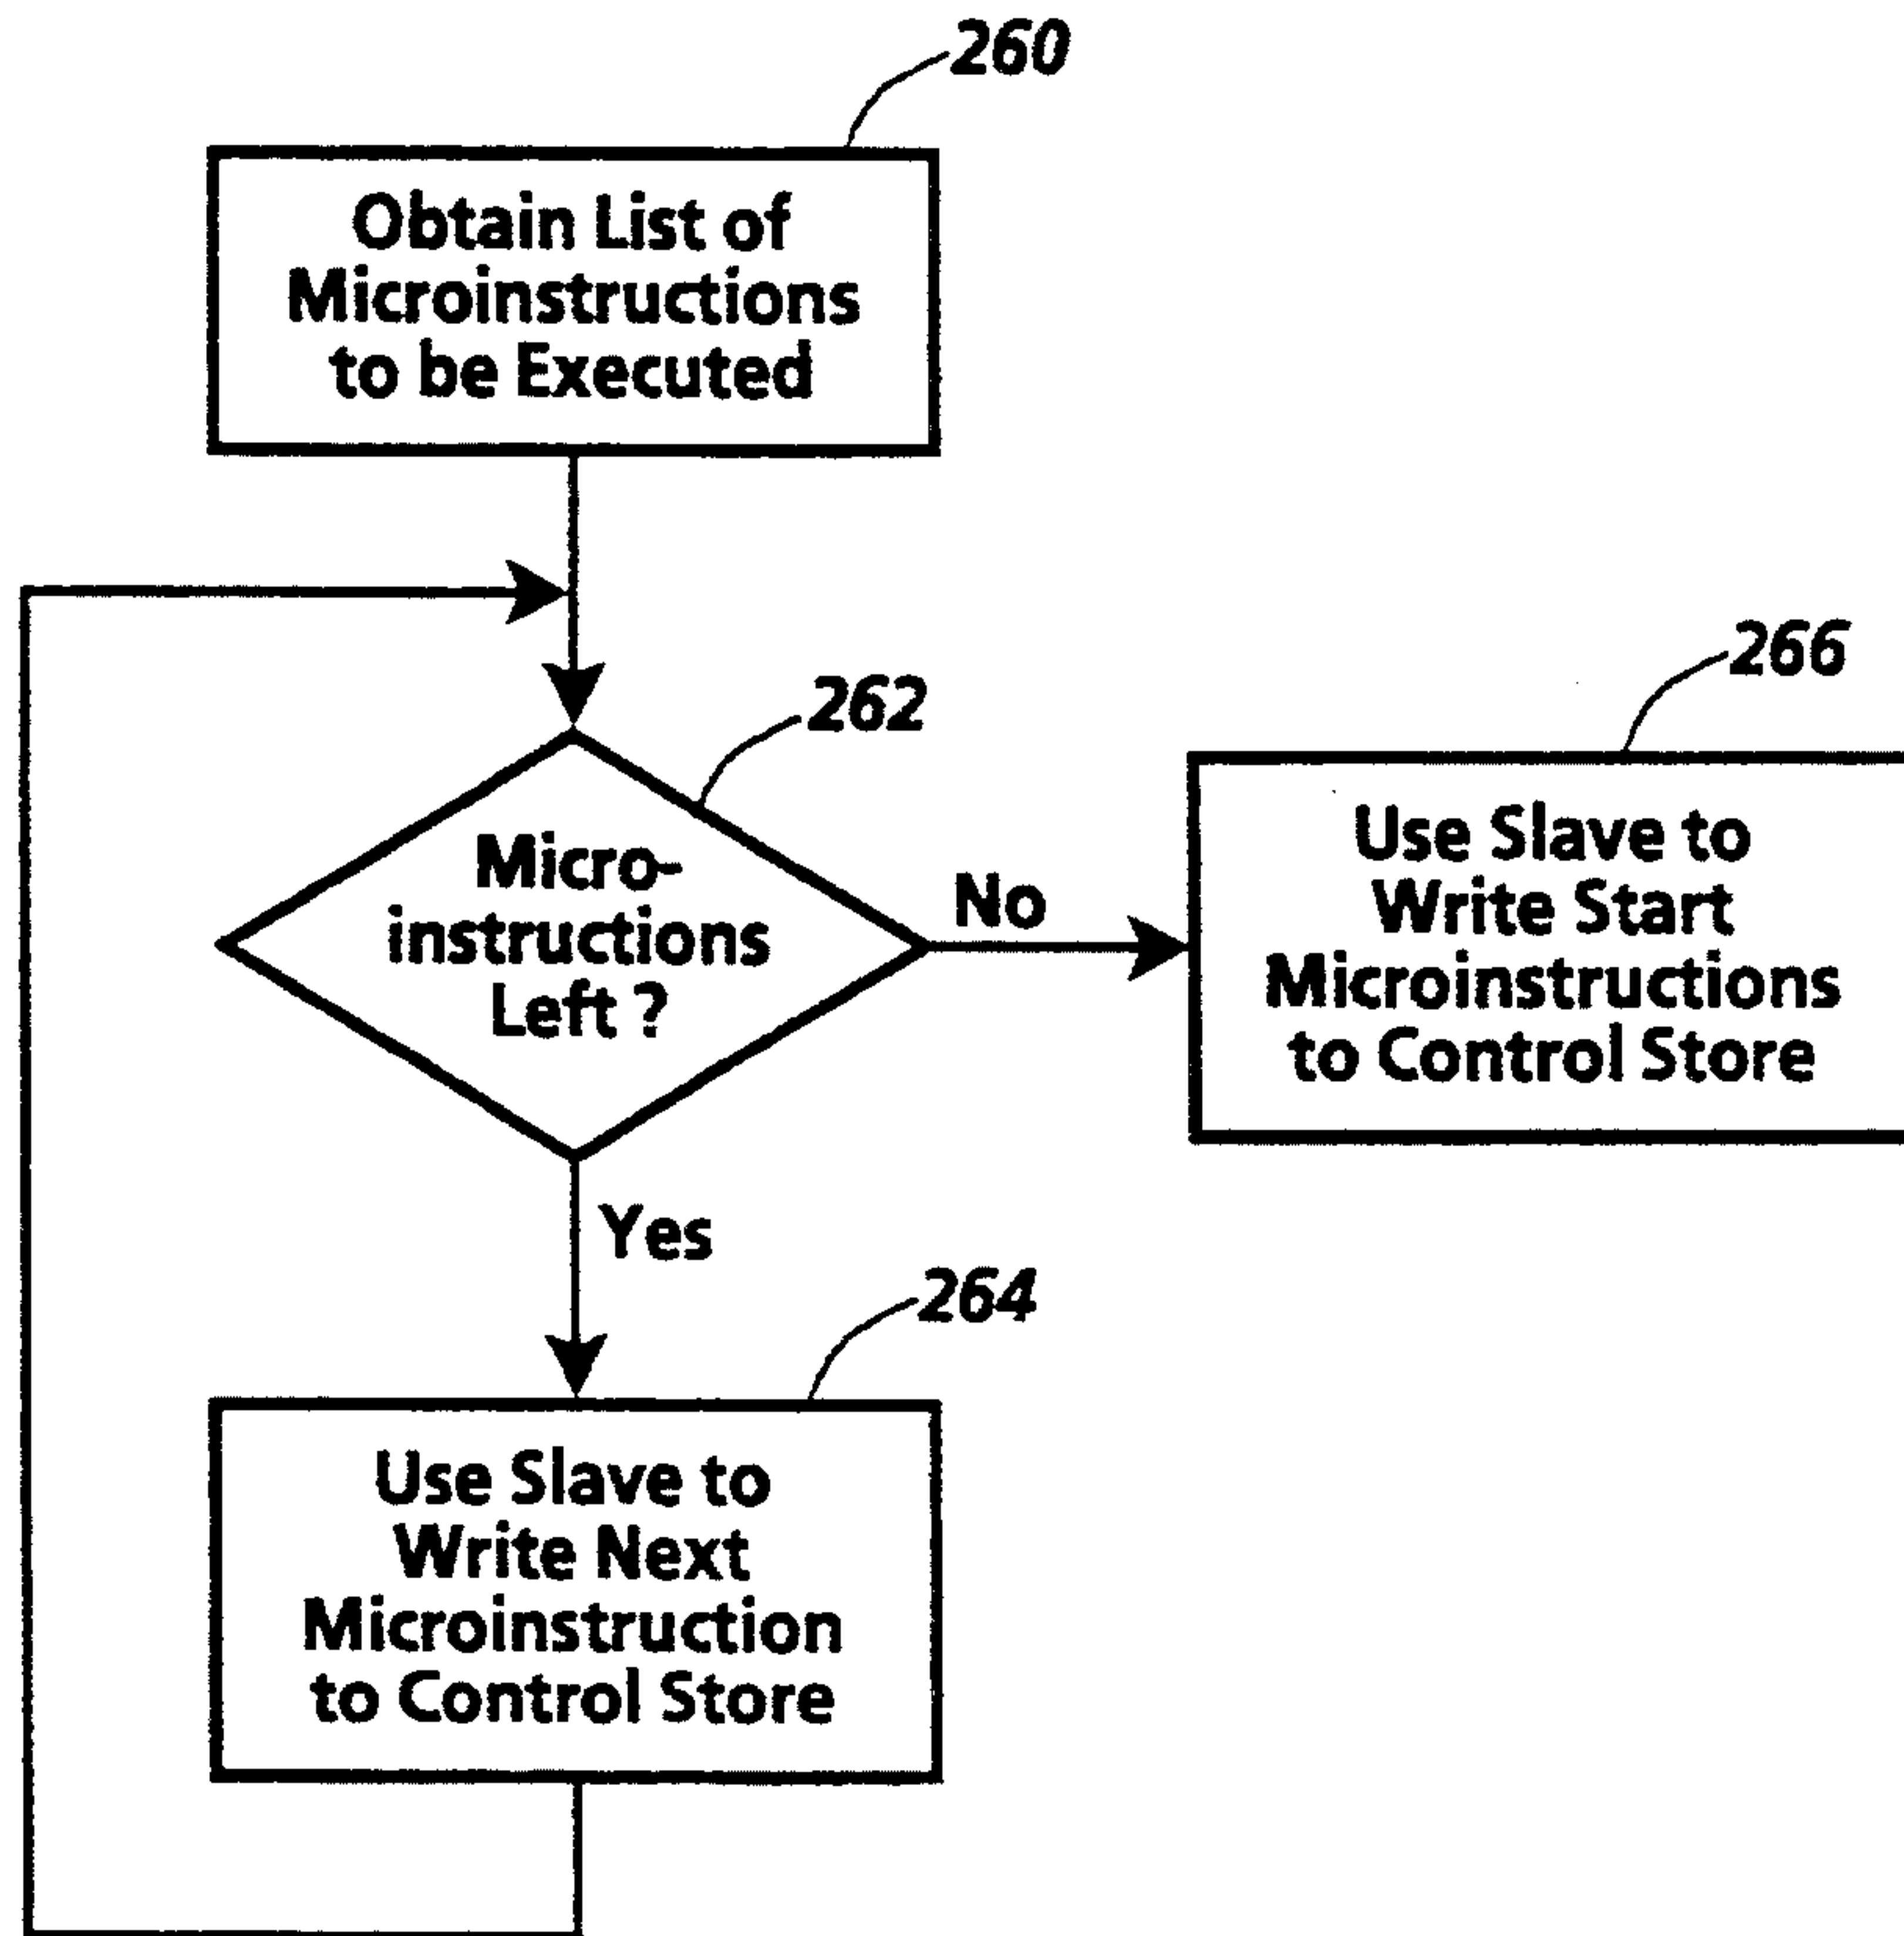 260
Obtain List of
Microinstructions
to be Executed
262
Micro-
instructions
Left ?
No
266
Use Slave to
Write Start
Microinstructions
to Control Store
Yes
264
Use Slave to
Write Next
Microinstruction
to Control Store